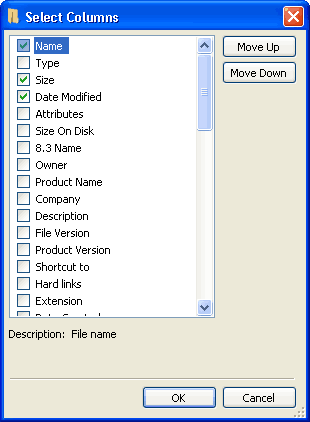 Select Columns
Name
Type
Size
Date Modified
Attributes
Size On Disk
8.3 Name
Owner
Product Name
Company
Description
File Version
Product Version
Shortcut to
Hard links
Extension
Move Up
Move Down
Description: File name
OK
Cancel